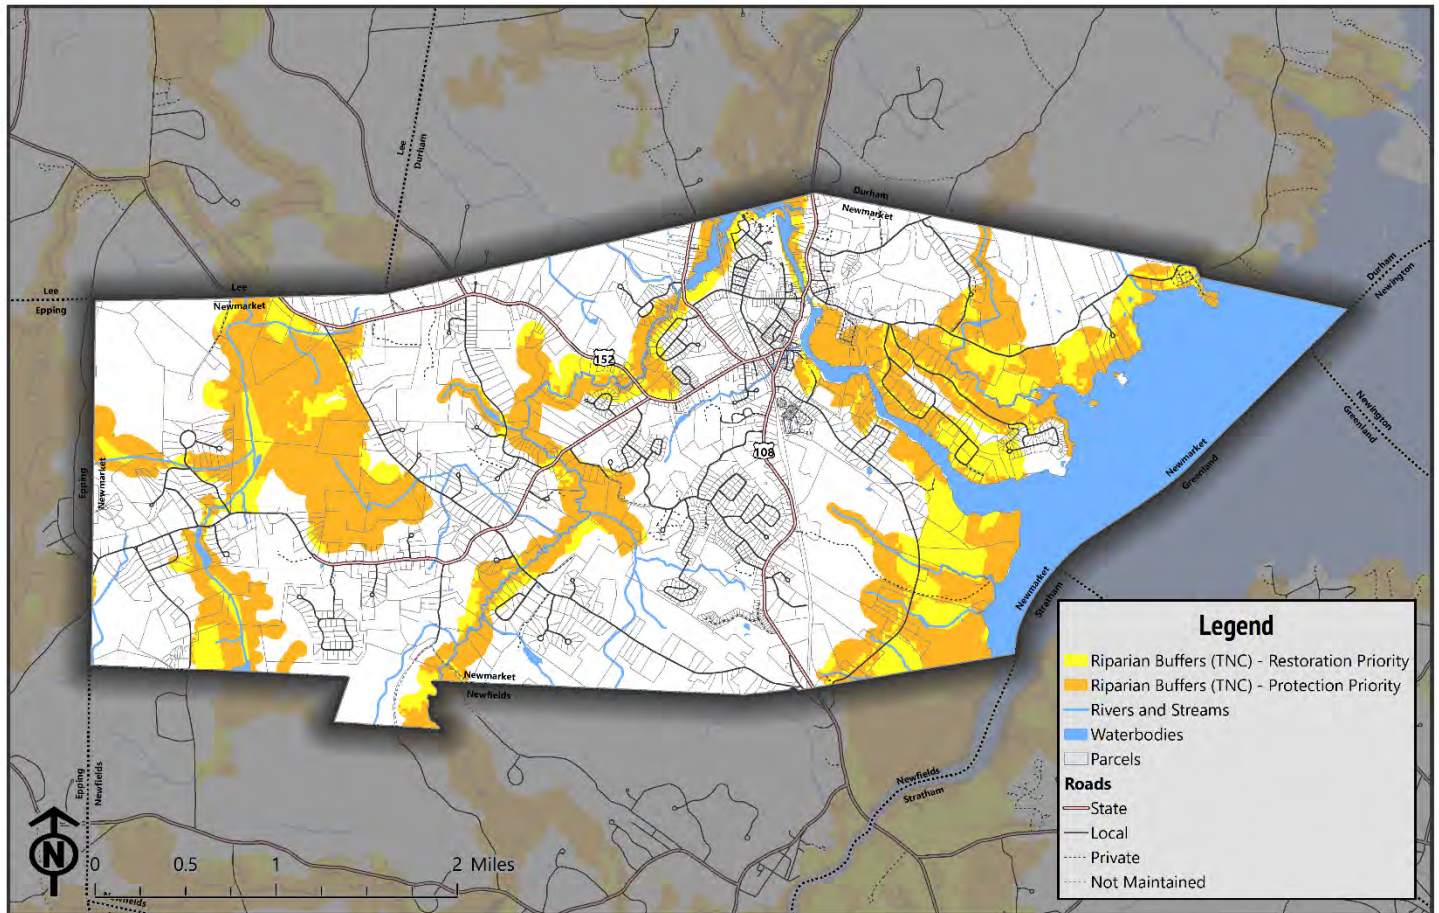 Lee
Durham
Durham
Newmarket
Durham
Newington
Lee
Epping
Lee
Newmarket
152
Newington
Greenland
Newmarket
Greenland
108
Epping
Newmarket
Newmarket
Stratham
Newmarket
Newfields
Epping
Newfields
Newfields
Stratham
Legend
Riparian Buffers (TNC) - Restoration Priority
Riparian Buffers (TNC) - Protection Priority
Rivers and Streams
Waterbodies
Parcels
Roads
State
Local
Private
Not Maintained
N
0 0.5 1 2 Miles
Newfields